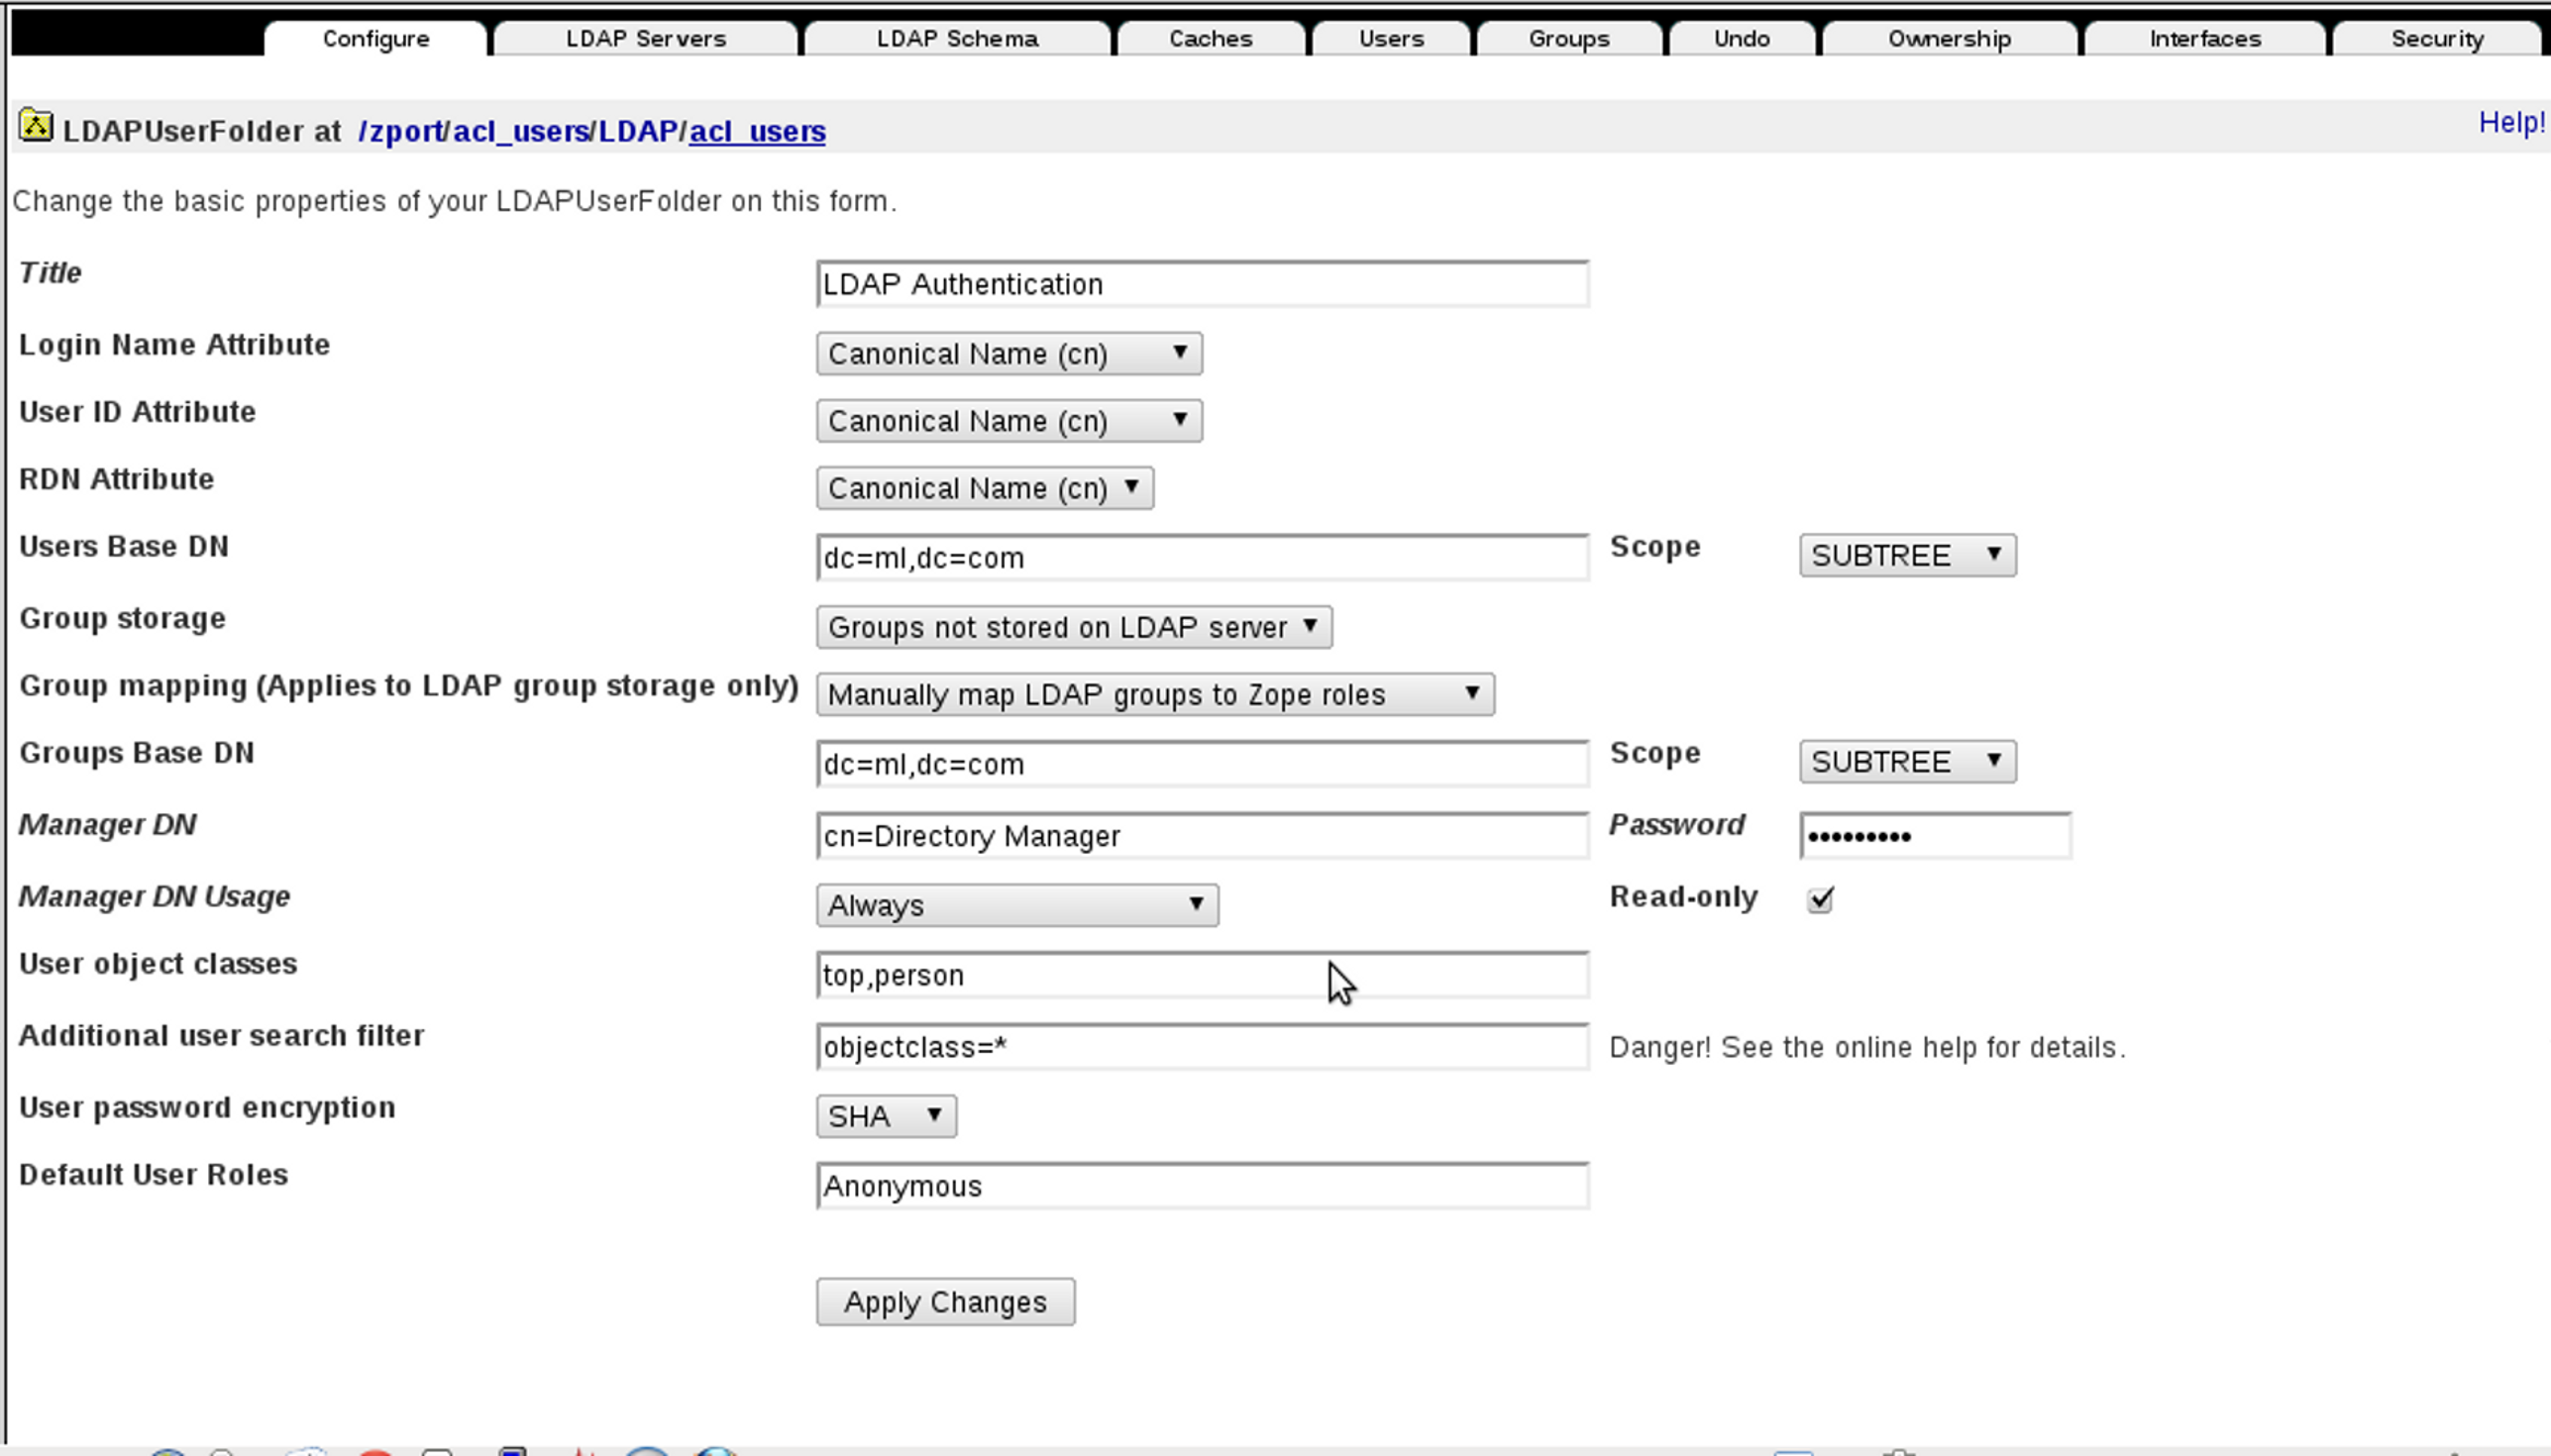 Configure LDAP Servers LDAP Schema Caches Users Groups Undo Ownership Interfaces Security
LDAPUserFolder at /zport/acl_users/LDAP/acl_users Help!
Change the basic properties of your LDAPUserFolder on this form.
Title LDAP Authentication
Login Name Attribute Canonical Name (cn)
User ID Attribute Canonical Name (cn)
RDN Attribute Canonical Name (cn)
Users Base DN dc=ml,dc=com Scope SUBTREE
Group storage Groups not stored on LDAP server
Group mapping (Applies to LDAP group storage only) Manually map LDAP groups to Zope roles
Groups Base DN dc=ml,dc=com Scope SUBTREE
Manager DN cn=Directory Manager Password •••••••••
Manager DN Usage Always Read-only
User object classes top,person
Additional user search filter objectclass=* Danger! See the online help for details.
User password encryption SHA
Default User Roles Anonymous
Apply Changes